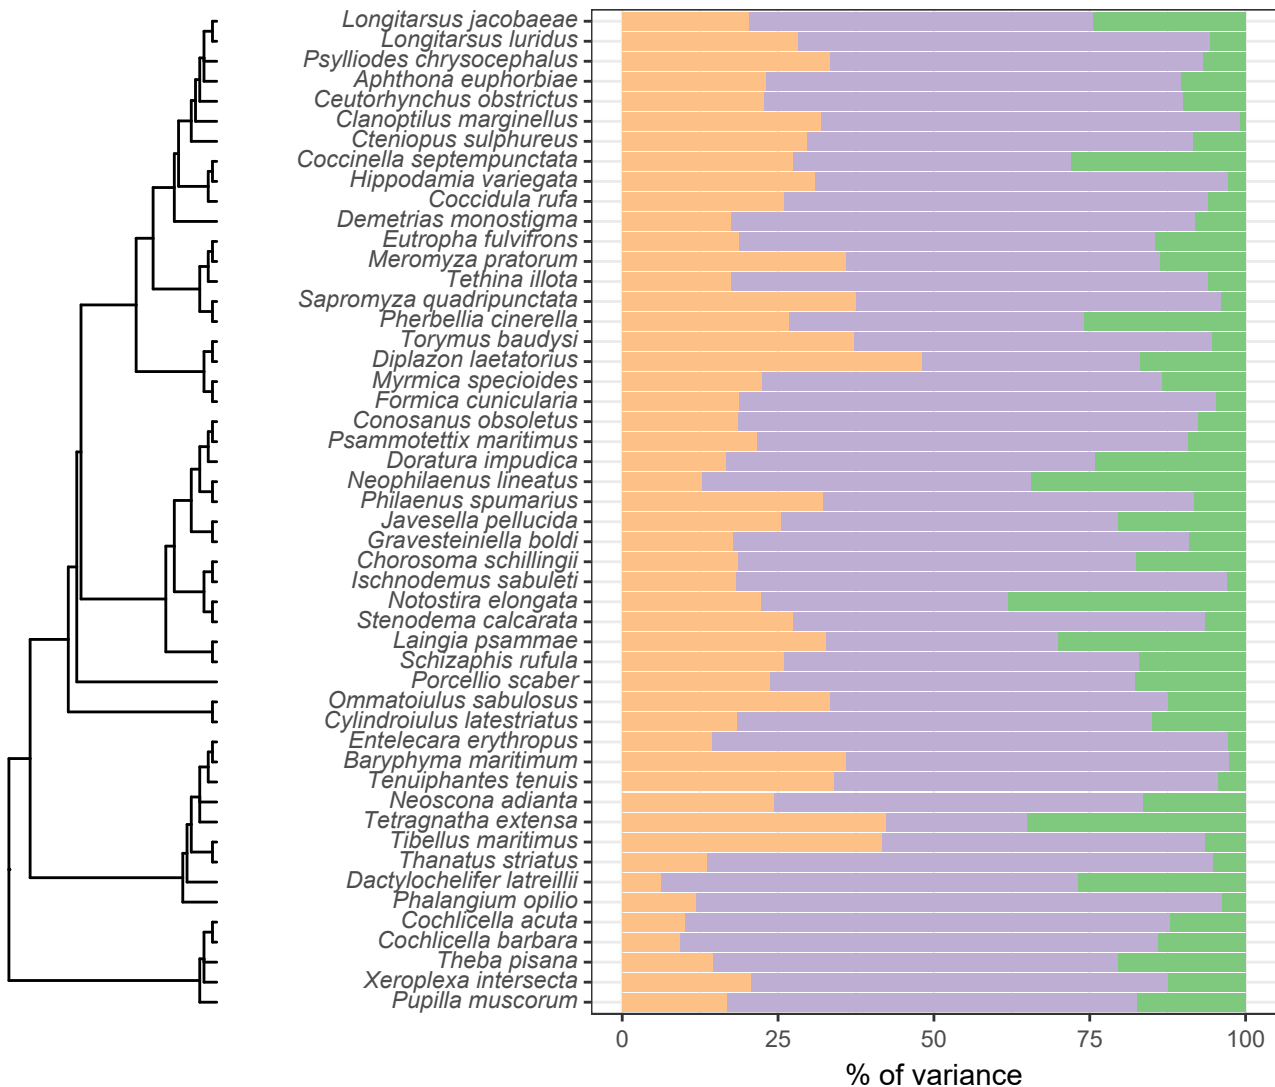 Longitarsus jacobaeae
Longitarsus luridus
Psylliodes chrysocephalus
Aphthona euphorbiae
Ceutorhynchus obstrictus
Clanoptilus marginellus
Cteniopus sulphureus
Coccinella septempunctata
Hippodamia variegata
Coccidula rufa
Demetrias monostigma
Eutropha fulvifrons
Meromyza pratorum
Tethina illota
Sapromyza quadripunctata
Pherbellia cinerella
Torymus baudysi
Diplazon laetatorius
Myrmica specioides
Formica cunicularia
Conosanus obsoletus
Psammotettix maritimus
Doratura impudica
Neophilaenus lineatus
Philaenus spumarius
Javesella pellucida
Gravesteiniella boldi
Chorosoma schillingii
Ischnodemus sabuleti
Notostira elongata
Stenodema calcarata
Laingia psammae
Schizaphis rufula
Porcellio scaber
Ommatoiulus sabulosus
Cylindroiulus latestriatus
Entelecara erythropus
Baryphyma maritimum
Tenuiphantes tenuis
Neoscona adianta
Tetragnatha extensa
Tibellus maritimus
Thanatus striatus
Dactylochelifer latreillii
Phalangium opilio
Cochlicella acuta
Cochlicella barbara
Theba pisana
Xeroplexa intersecta
Pupilla muscorum
0 25 50 75 100
% of variance